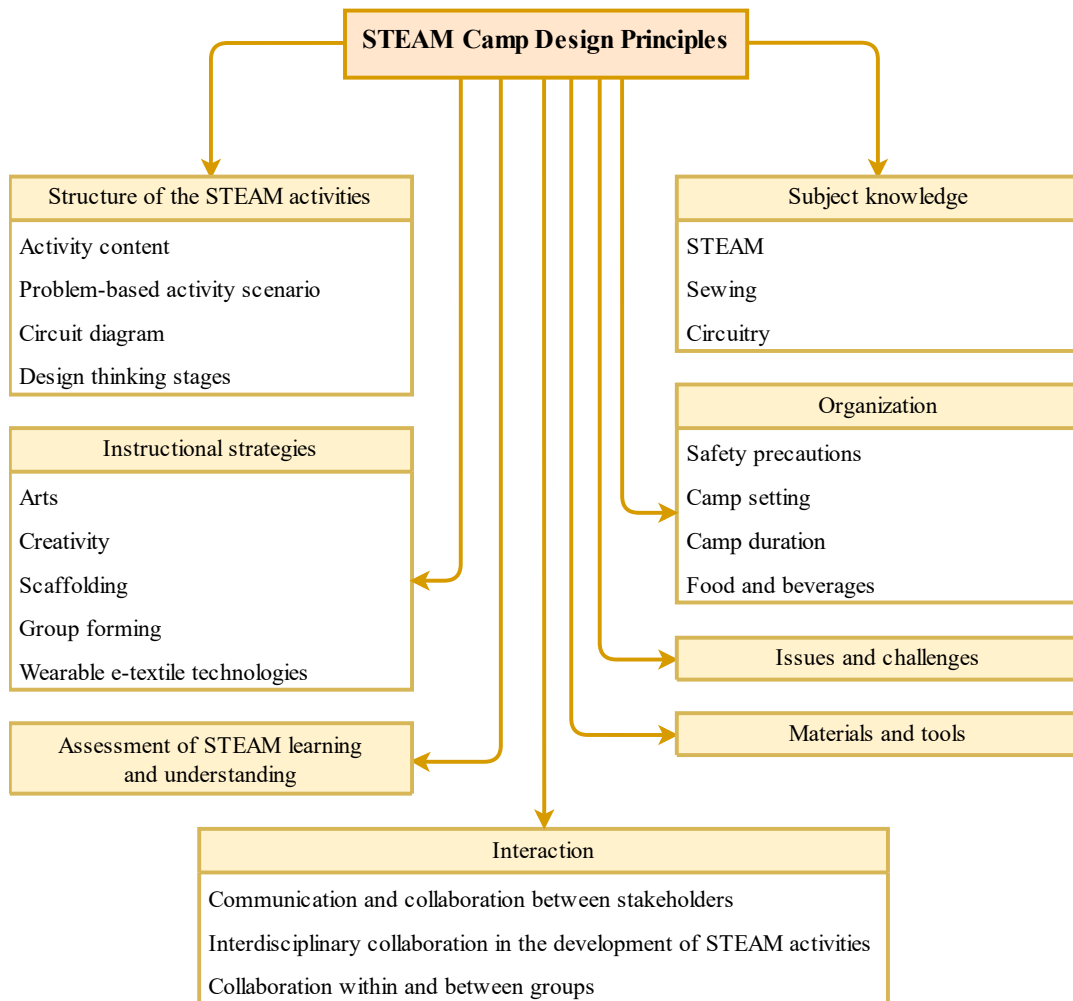 STEAM Camp Design Principles
Structure of the STEAM activities
Activity content
Problem-based activity scenario
Circuit diagram
Design thinking stages
Instructional strategies
Arts
Creativity
Scaffolding
Group forming
Wearable e-textile technologies
Assessment of STEAM learning
and understanding
Subject knowledge
STEAM
Sewing
Circuitry
Organization
Safety precautions
Camp setting
Camp duration
Food and beverages
Issues and challenges
Materials and tools
Interaction
Communication and collaboration between stakeholders
Interdisciplinary collaboration in the development of STEAM activities
Collaboration within and between groups